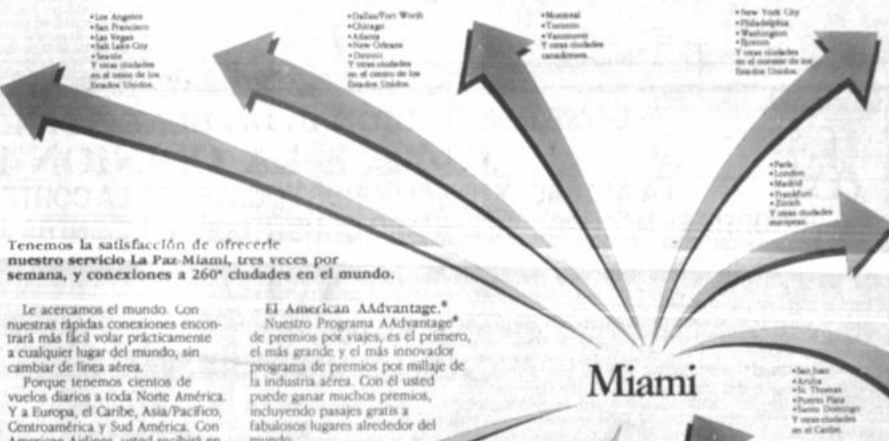 •Los Angeles
•San Francisco
•Las Vegas
•Salt Lake City
•Seattle
Y otras ciudades
en el oeste de los
Estados Unidos.
•Dallas/Fort Worth
•Chicago
•Atlanta
•New Orleans
•Detroit
Y otras ciudades
en el centro de los
Estados Unidos.
•Montreal
•Toronto
•Vancouver
Y otras ciudades
canadienses.
•New York City
•Philadelphia
•Washington
•Boston
Y otras ciudades
en el oeste de los
Estados Unidos.
•Paris
•London
•Madrid
•Frankfurt
•Zürich
Y otras ciudades
europeas.
Tenemos la satisfacción de ofrecerle
nuestro servicio La Paz-Miami, tres veces por
semana, y conexiones a 260* ciudades en el mundo.
Le acercamos el mundo. Con
nuestras rápidas conexiones encon-
trará más fácil volar prácticamente
a cualquier lugar del mundo, sin
cambiar de línea aérea.
Porque tenemos cientos de
vuelos diarios a toda Norte América.
Y a Europa, el Caribe, Asia/Pacífico,
Centroamérica y Sud América. Con
American Airlines, usted recibirá en
El American AAdvantage.®
Nuestro Programa AAdvantage®
de premios por viajes, es el primero,
el más grande y el más innovador
programa de premios por millaje de
la industria aérea. Con él usted
puede ganar muchos premios,
incluyendo pasajes gratis a
fabulosos lugares alrededor del
mundo.
Miami
•San Juan
•Aruba
•St. Thomas
•Puerto Plata
•Santo Domingo
Y otras ciudades
en el Caribe.